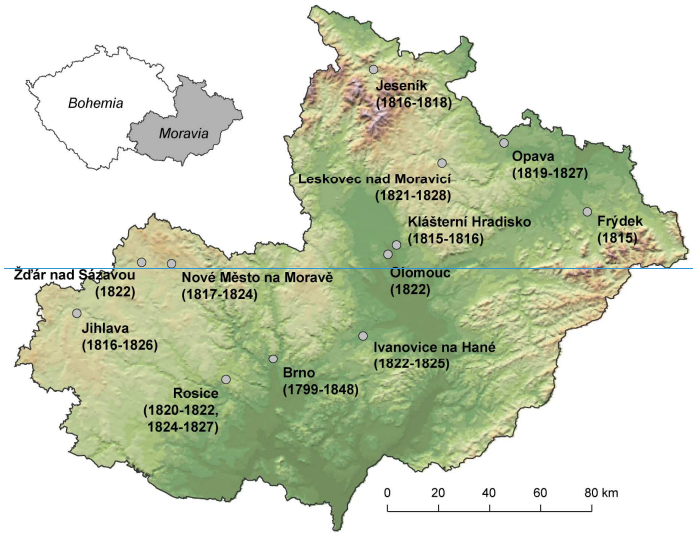 Bohemia
Moravia
Jeseník
(1816-1818)
Opava
(1819-1827)
Leskovec nad Moravicí
(1821-1828)
Klášterní Hradisko
(1815-1816)
Frýdek
(1815)
Žďár nad Sázavou
(1822)
Nové Město na Moravě
(1817-1824)
Olomouc
(1822)
Jihlava
(1816-1826)
Ivanovice na Hané
(1822-1825)
Brno
(1799-1848)
Rosice
(1820-1822,
1824-1827)
0 20 40 60 80 km